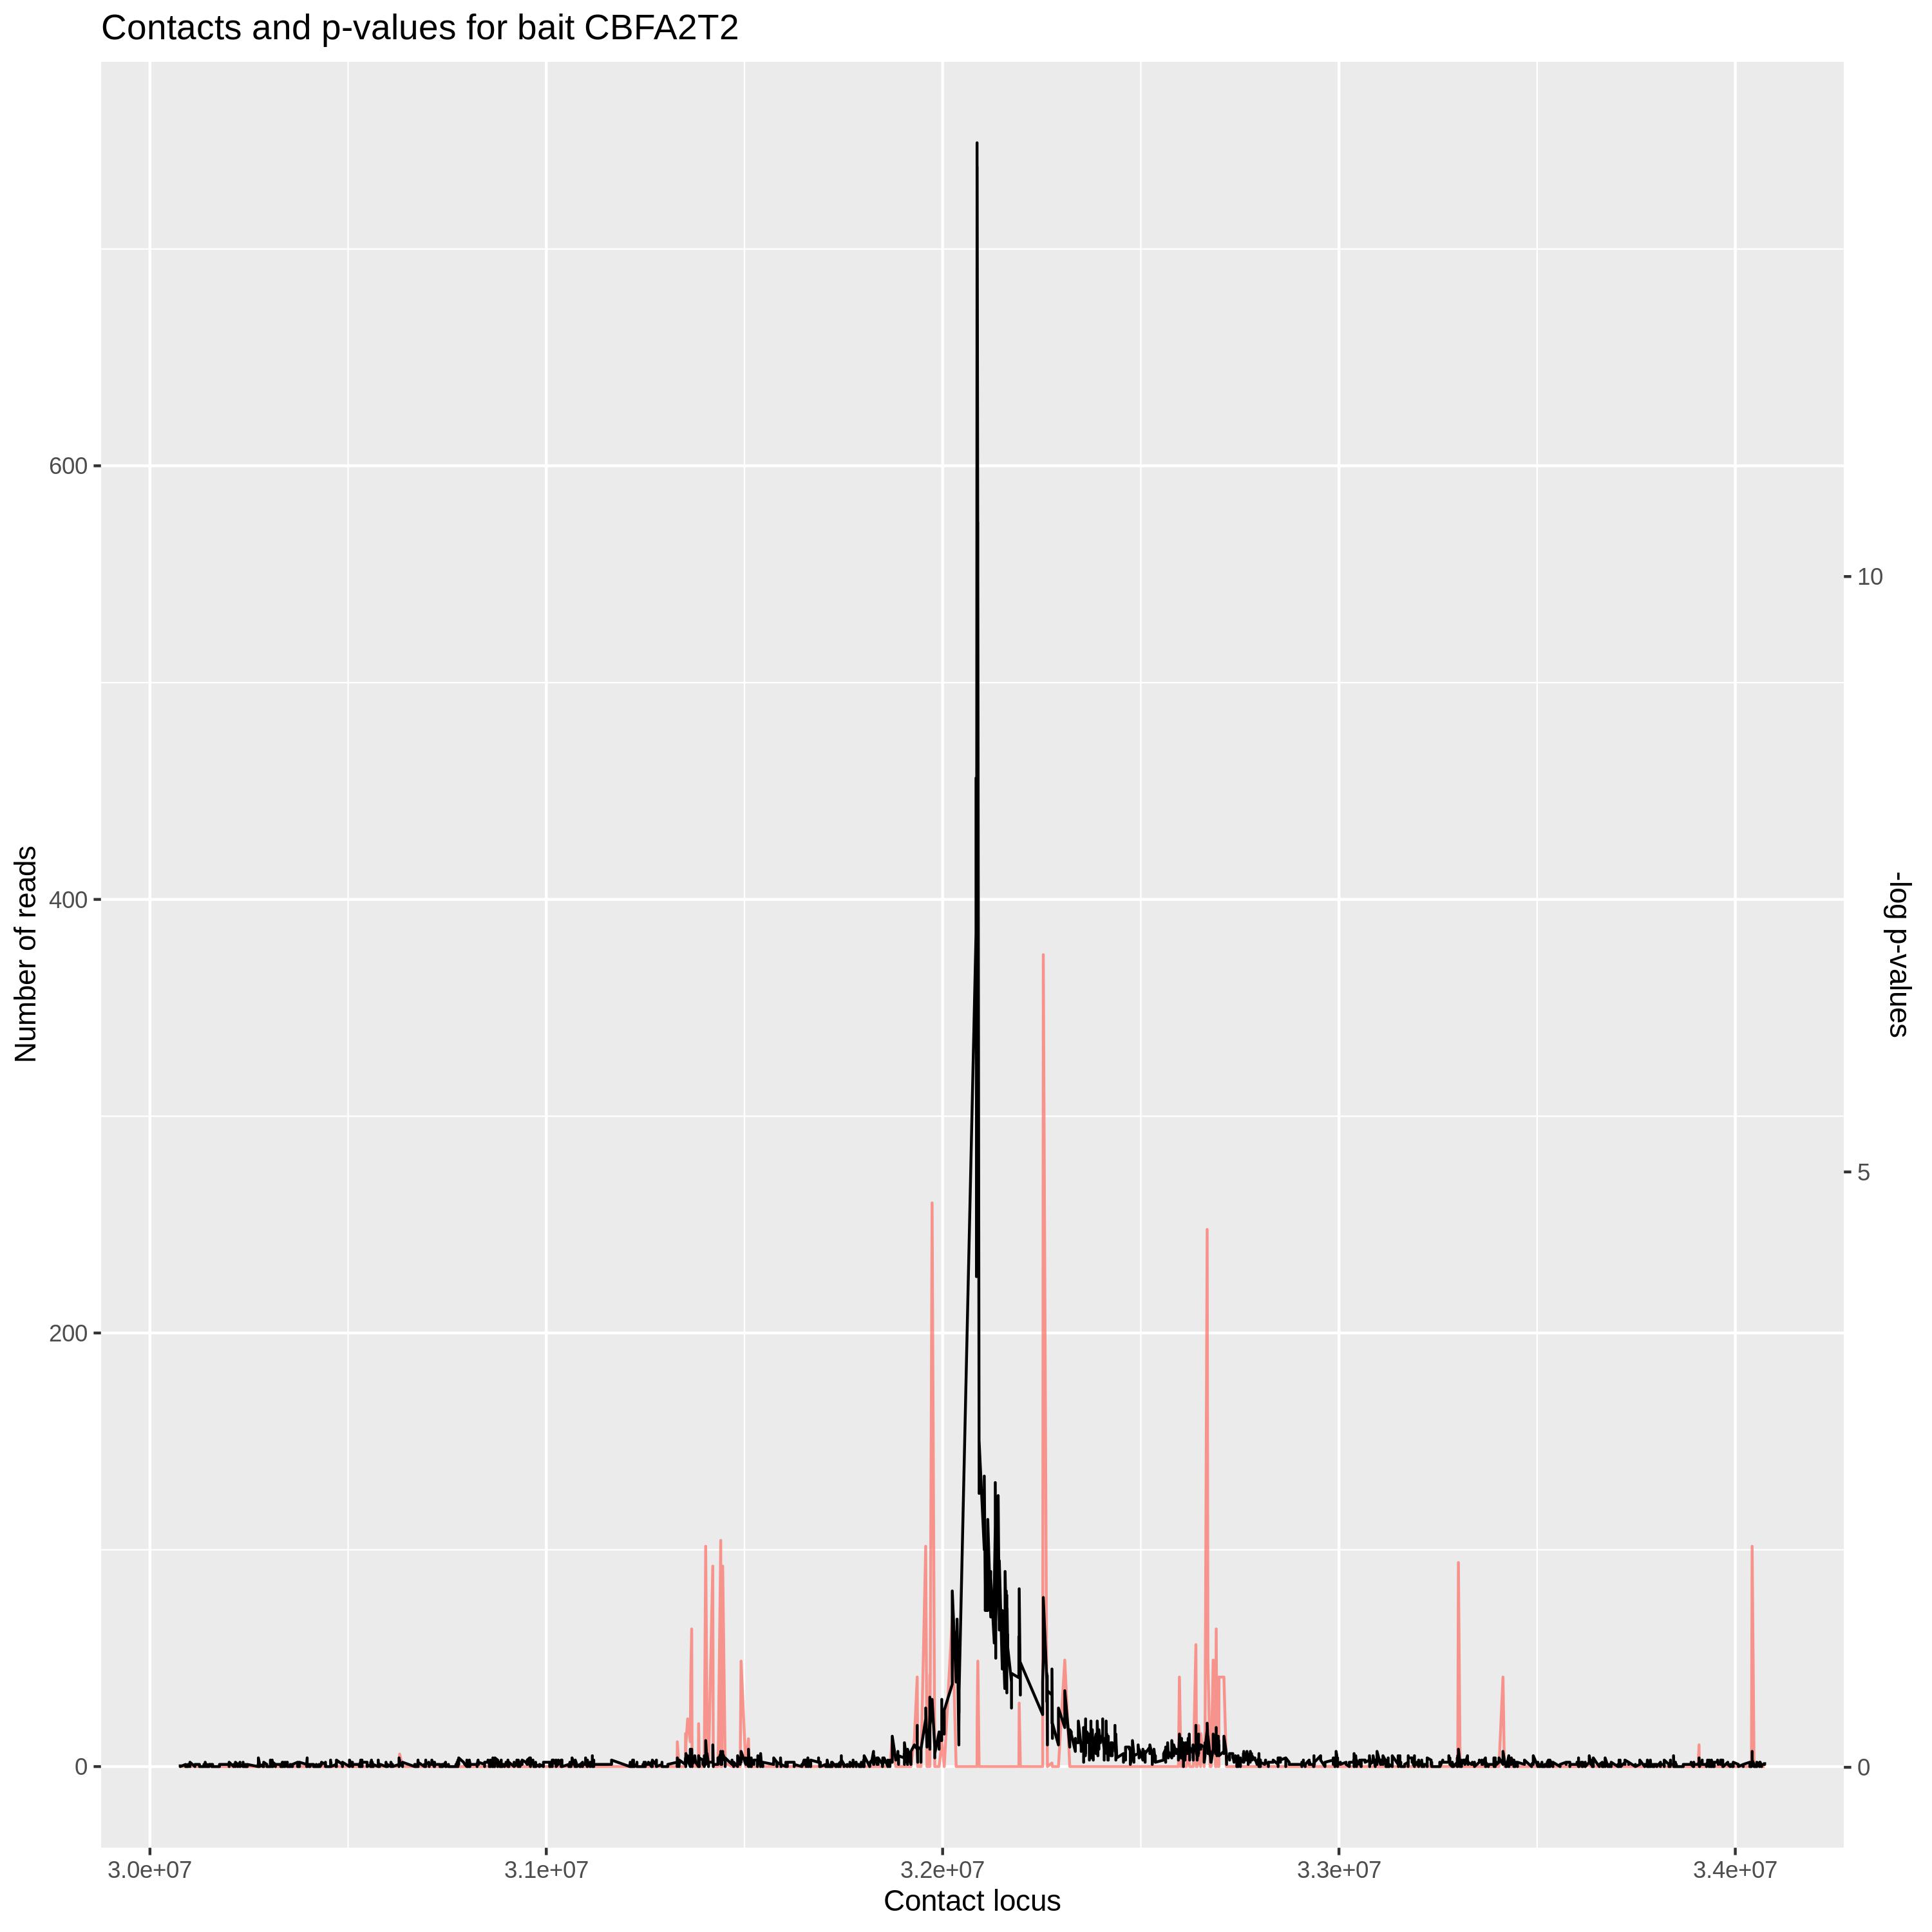 Contacts and p-values for bait CBFA2T2
600
400
200
0
Number of reads
10
5
0
-log p-values
3.0e+07 3.1e+07 3.2e+07 3.3e+07 3.4e+07
Contact locus